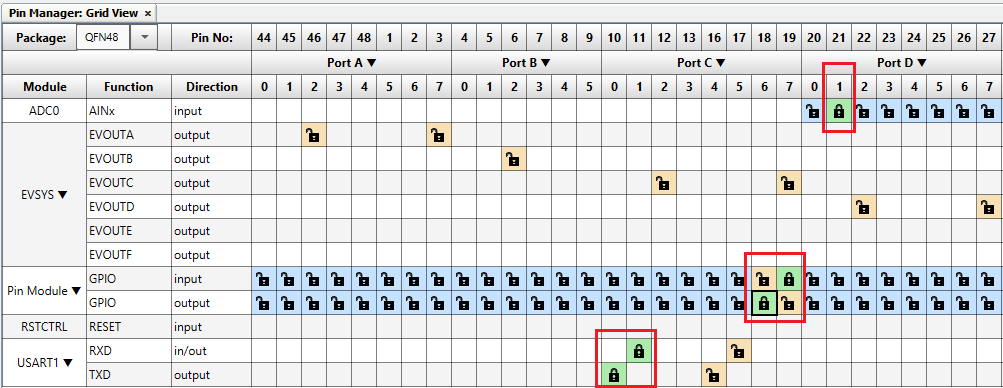 Pin Manager: Grid View ×
Package: QFN48 Pin No: 44 45 46 47 48 1 2 3 4 5 6 7 8 9 10 11 12 13 14 15 16 17 18 19 20 21 22 23 24 25 26 27
Port A ▼ Port B ▼ Port C ▼ Port D ▼
Module Function Direction 0 1 2 3 4 5 6 7 0 1 2 3 4 5 0 1 2 3 4 5 6 7 0 1 2 3 4 5 6 7
ADC0 AINx input
EVOUTA output
EVOUTB output
EVOUTC output
EVSYS ▼ EVOUTD output
EVOUTE output
EVOUTF output
Pin Module ▼ GPIO input
GPIO output
RSTCTRL RESET input
USART1 ▼ RXD in/out
TXD output